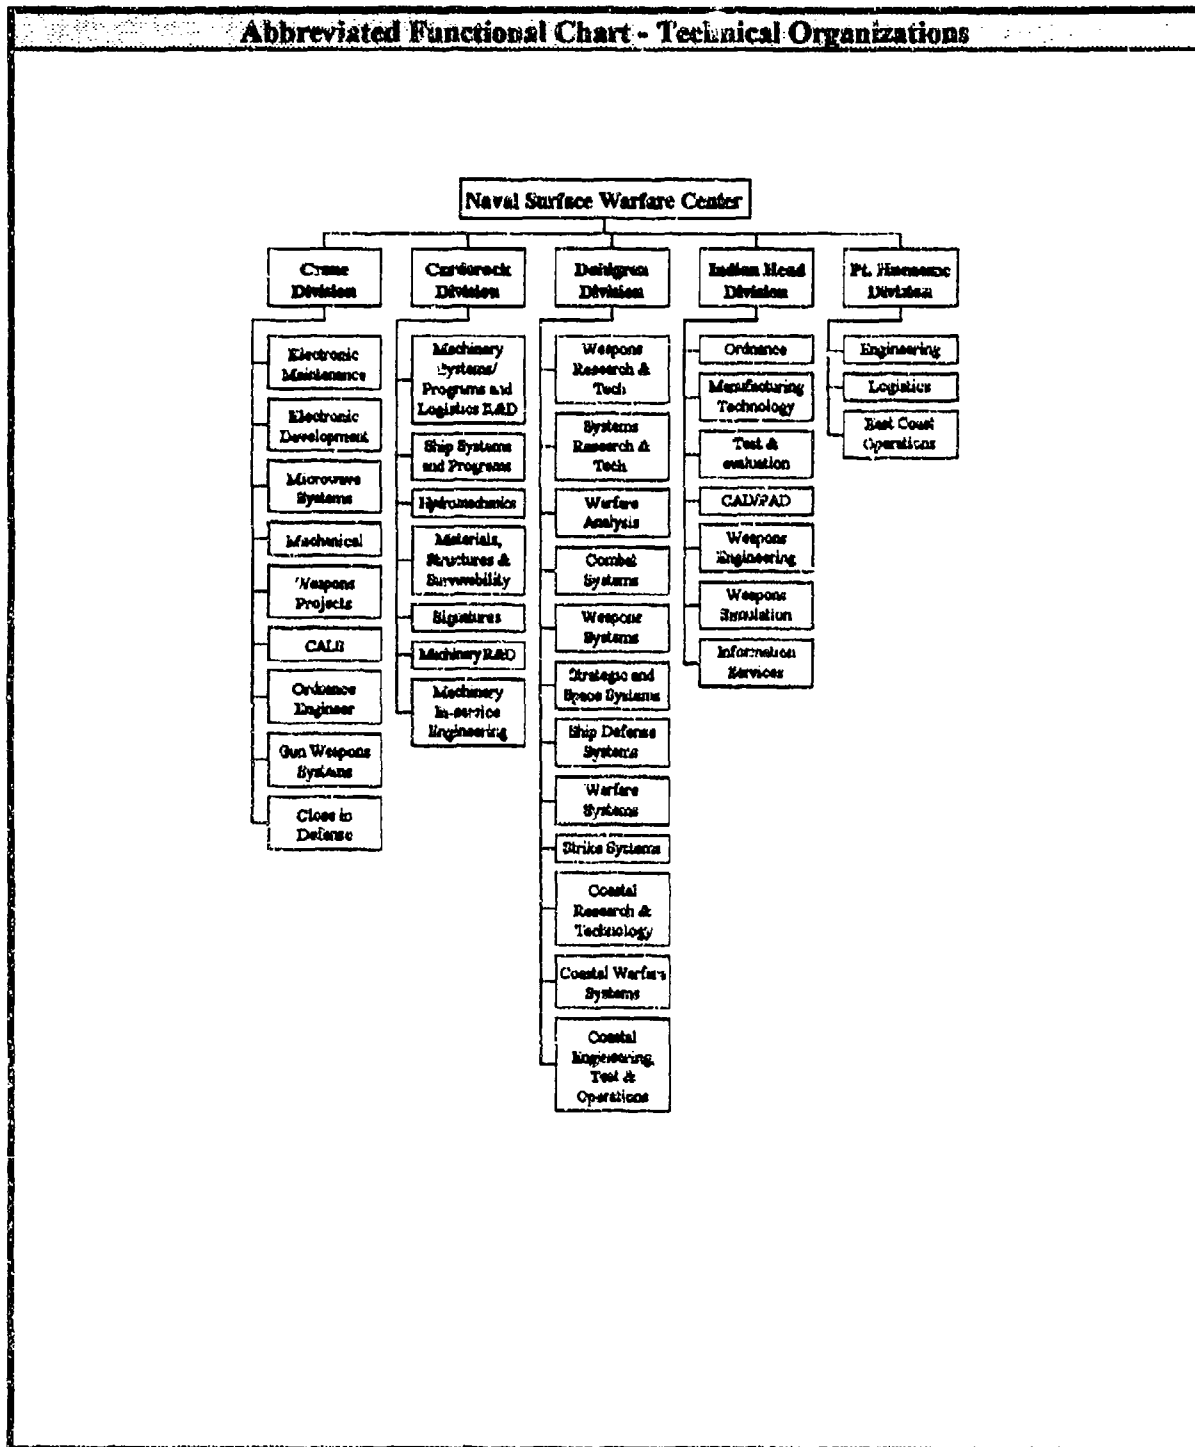 Abbreviated Functional Chart - Technical Organizations
Naval Surface Warfare Center
Crane
Division
Carderock
Division
Dahlgren
Division
Indian Head
Division
Pt. Hueneme
Division
Electronic
Maintenance
Electronic
Development
Microwave
Systems
Mechanical
Weapons
Projects
Ordnance
Engineer
Gun Weapons
Systems
Close in
Defense
Machinery
Systems/
Programs and
Logistics R&D
Ship Systems
and Programs
Hydromechanics
Materials,
Structures &
Survivability
Signatures
Machinery R&D
Machinery
In-service
Engineering
Weapons
Research &
Tech
Systems
Research &
Tech
Warfare
Analysis
Combat
Systems
Weapons
Systems
Strategic and
Space Systems
Ship Defense
Systems
Warfare
Systems
Strike Systems
Coastal
Research &
Technology
Coastal Warfare
Systems
Coastal
Engineering,
Test &
Operations
Ordnance
Manufacturing
Technology
Test &
evaluation
CAD/PAD
Weapons
Engineering
Weapons
Simulation
Information
Services
Engineering
Logistics
East Coast
Operations